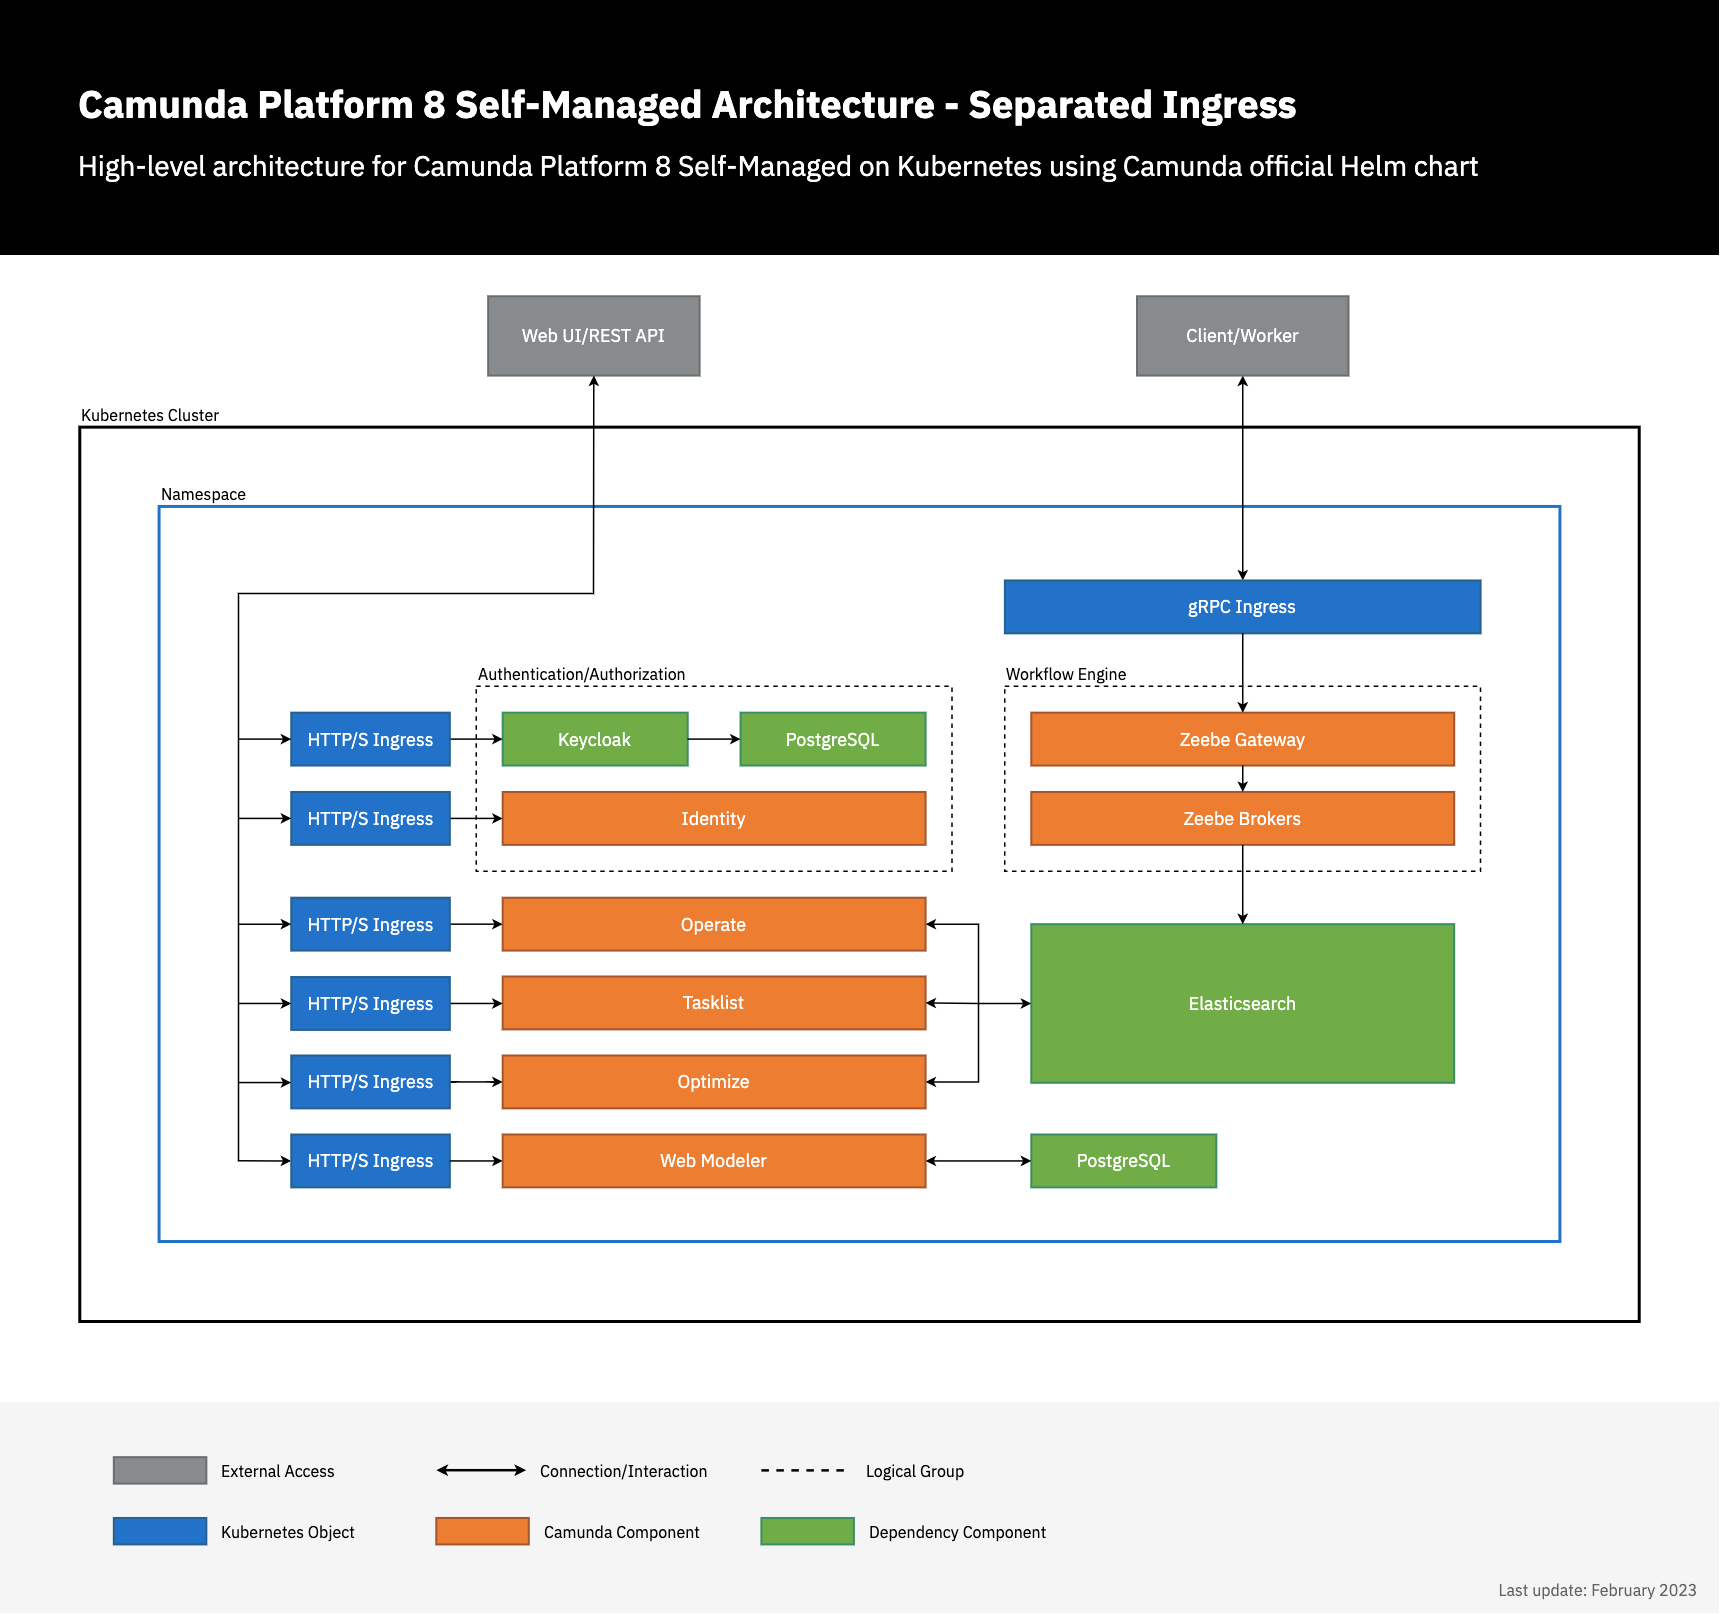 Camunda Platform 8 Self-Managed Architecture - Separated Ingress
High-level architecture for Camunda Platform 8 Self-Managed on Kubernetes using Camunda official Helm chart
Web UI/REST API
Client/Worker
Kubernetes Cluster
Namespace
gRPC Ingress
Authentication/Authorization
Workflow Engine
HTTP/S Ingress
Keycloak
PostgreSQL
Zeebe Gateway
HTTP/S Ingress
Identity
Zeebe Brokers
HTTP/S Ingress
Operate
HTTP/S Ingress
Tasklist
Elasticsearch
HTTP/S Ingress
Optimize
HTTP/S Ingress
Web Modeler
PostgreSQL
External Access
Connection/Interaction
Logical Group
Kubernetes Object
Camunda Component
Dependency Component
Last update: February 2023